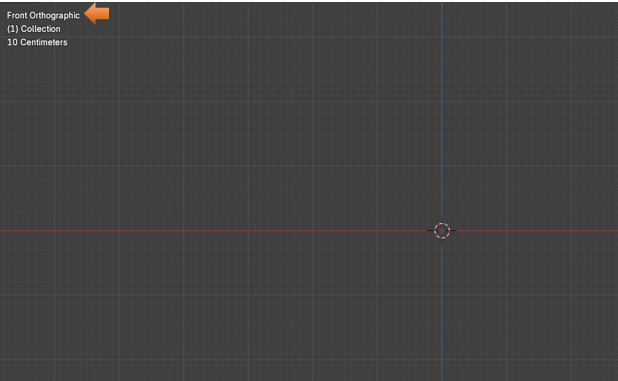 Front Orthographic
(1) Collection
10 Centimeters